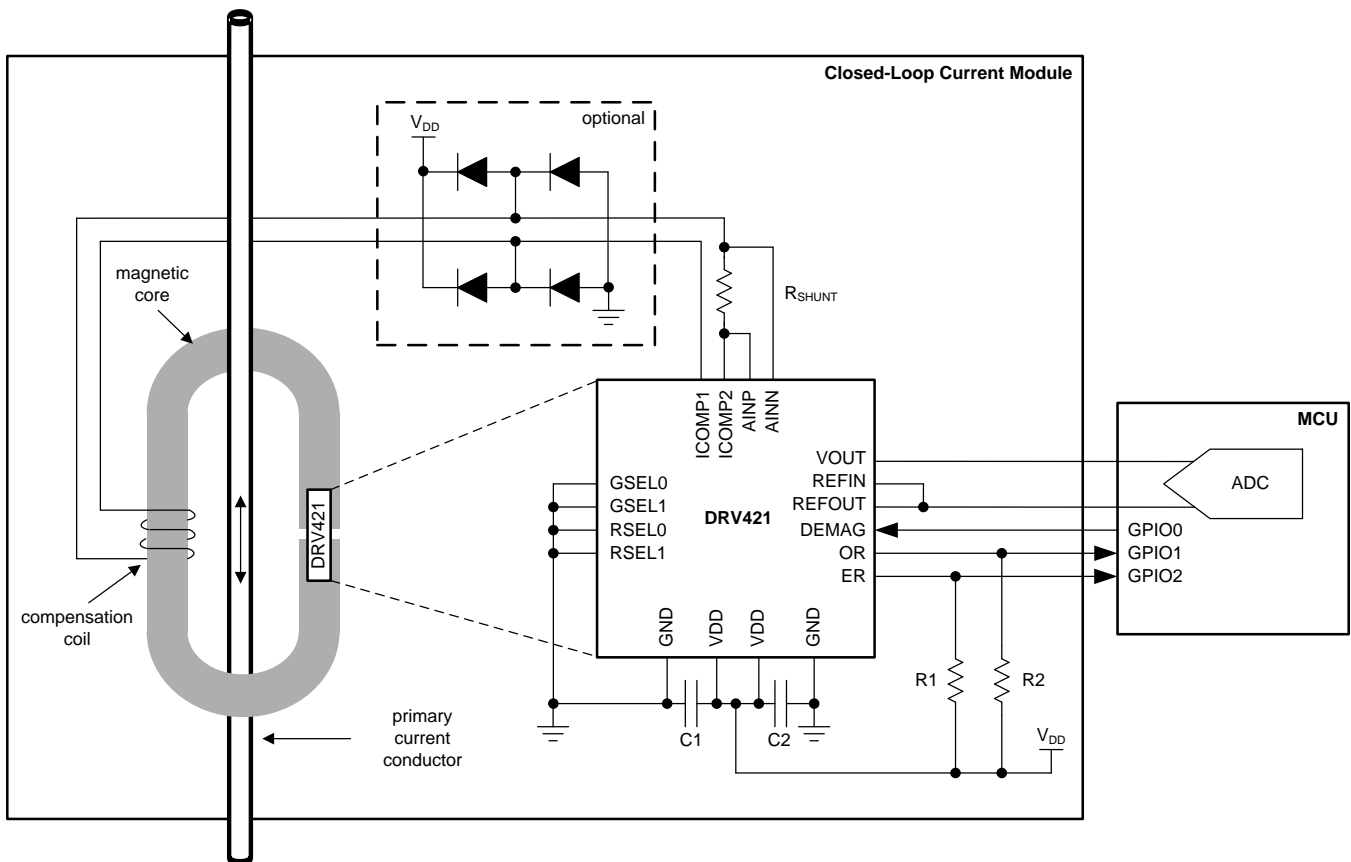 Closed-Loop Current Module
optional
VDD
magnetic
core
RSHUNT
ICOMP1
ICOMP2
AINP
AINN
MCU
VOUT
REFIN
REFOUT
DEMAG
OR
ER
ADC
GPIO0
GPIO1
GPIO2
GSEL0
GSEL1
RSEL0
RSEL1
DRV421
DRV421
compensation
coil
GND
VDD
VDD
GND
R1
R2
C1
C2
VDD
primary
current
conductor